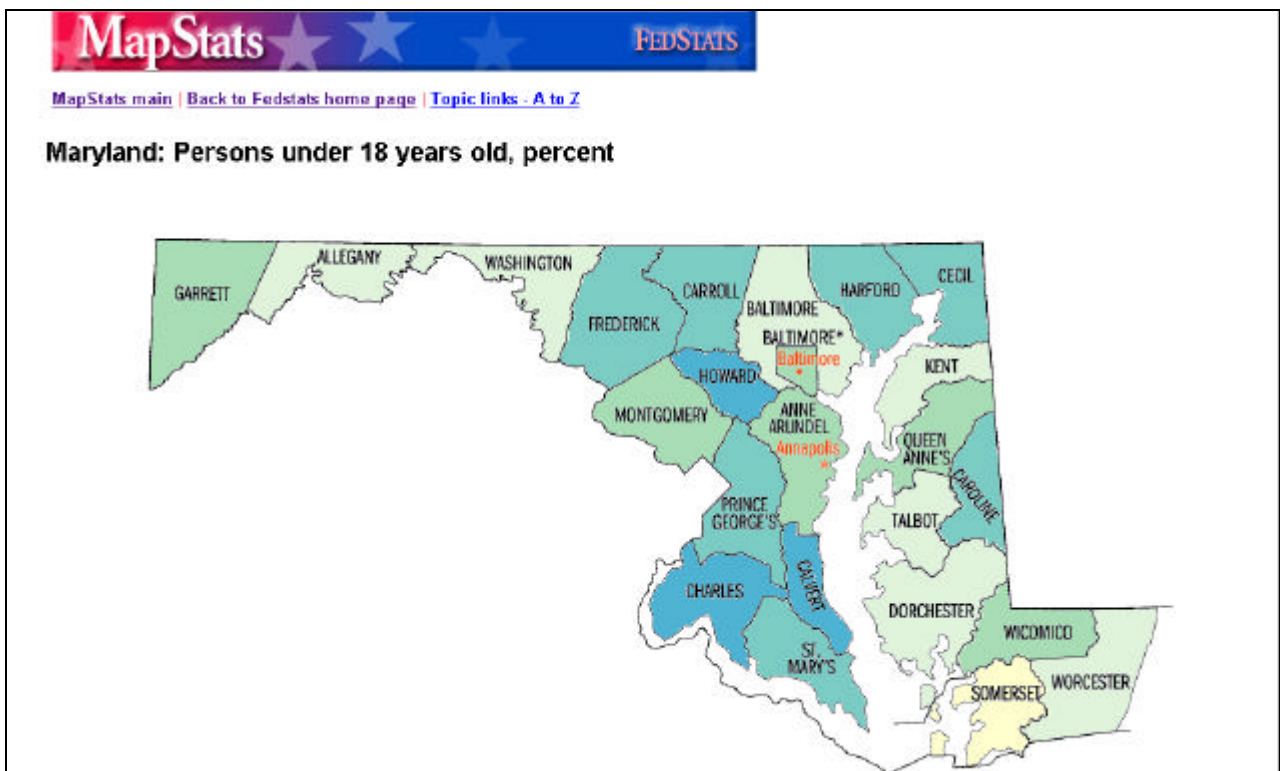 MapStats FEDSTATS
MapStats main | Back to Fedstats home page | Topic links - A to Z
Maryland: Persons under 18 years old, percent
GARRETT
ALLEGANY
WASHINGTON
FREDERICK
CARROLL
BALTIMORE
BALTIMORE*
Baltimore
*
HARFORD
CECIL
HOWARD
KENT
MONTGOMERY
ANNE
ARUNDEL
Annapolis
*
QUEEN
ANNE'S
CAROLINE
TALBOT
PRINCE
GEORGE'S
CHARLES
CALVERT
DORCHESTER
WICOMICO
ST.
MARY'S
SOMERSET
WORCESTER